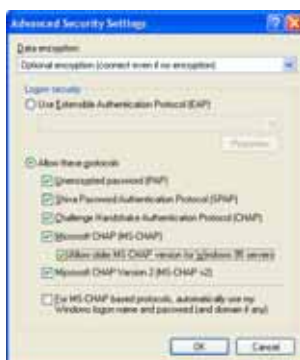 Advanced Security Settings
Data encryption:
Optional encryption (connect even if no encryption)
Logon security
Use Extensible Authentication Protocol (EAP)
Properties
Allow these protocols
Unencrypted password (PAP)
Shiva Password Authentication Protocol (SPAP)
Challenge Handshake Authentication Protocol (CHAP)
Microsoft CHAP (MS-CHAP)
Allow older MS-CHAP version for Windows 95 servers
Microsoft CHAP Version 2 (MS-CHAP v2)
For MS-CHAP based protocols, automatically use my
Windows logon name and password (and domain if any)
OK
Cancel